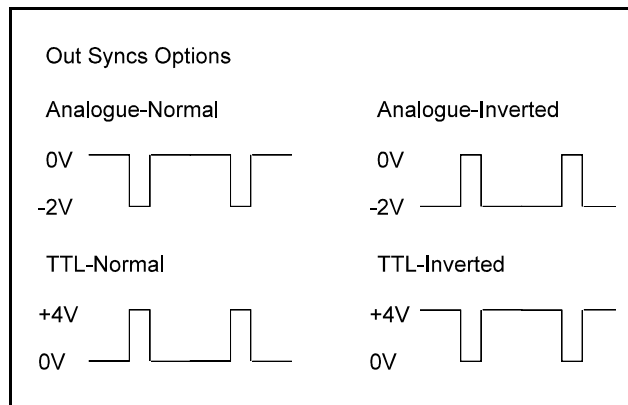 Out Syncs Options
Analogue-Normal
0V
-2V
Analogue-Inverted
0V
-2V
TTL-Normal
+4V
0V
TTL-Inverted
+4V
0V